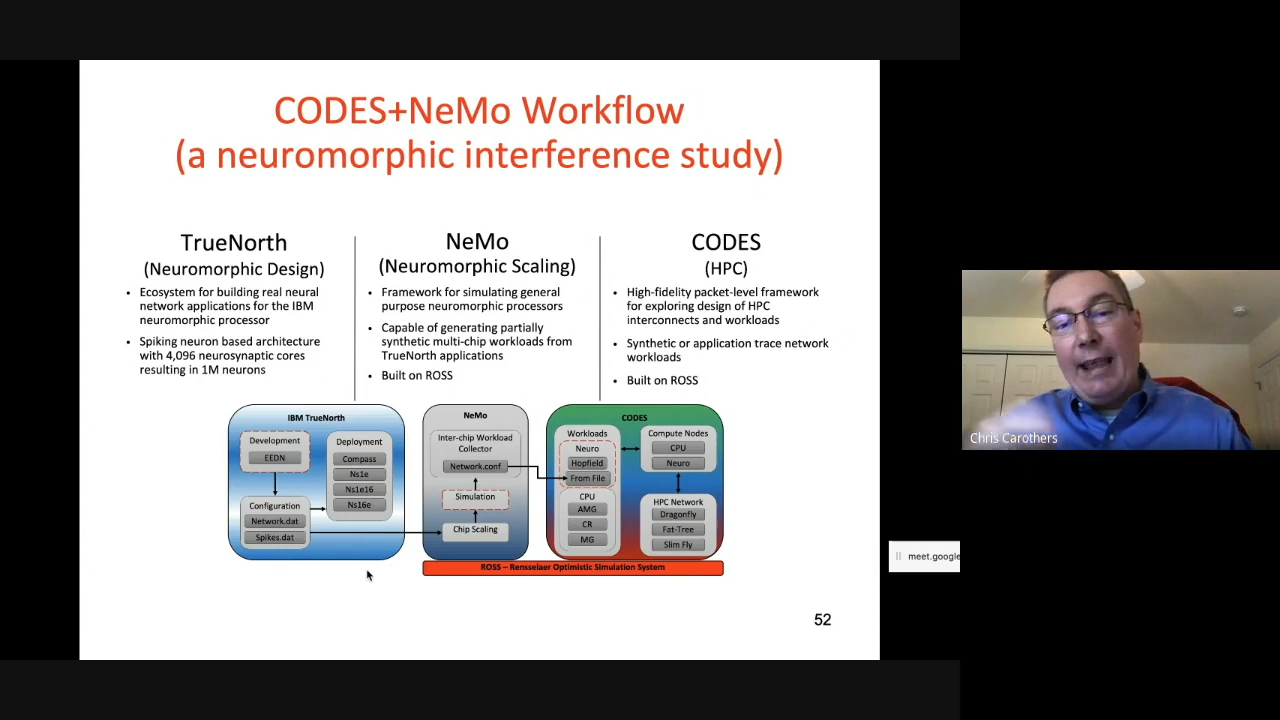 CODES+NeMo Workflow
(a neuromorphic interference study)
TrueNorth
(Neuromorphic Design)
• Ecosystem for building real neural
network applications for the IBM
neuromorphic processor
• Spiking neuron based architecture
with 4,096 neurosynaptic cores
resulting in 1M neurons
NeMo
(Neuromorphic Scaling)
• Framework for simulating general
purpose neuromorphic processors
• Capable of generating partially
synthetic multi-chip workloads from
TrueNorth applications
• Built on ROSS
CODES
(HPC)
• High-fidelity packet-level framework
for exploring design of HPC
interconnects and workloads
• Synthetic or application trace network
workloads
• Built on ROSS
IBM TrueNorth
Development
EEDN
Configuration
Network.dat
Spikes.dat
Deployment
Compass
Ns1e
Ns1e16
Ns16e
NeMo
Inter-chip Workload
Collector
Network.conf
Simulation
Chip Scaling
CODES
Workloads
Neuro
Hopfield
From File
CPU
AMG
CR
MG
Compute Nodes
CPU
Neuro
HPC Network
Dragonfly
Fat-Tree
Slim Fly
ROSS – Rensselaer Optimistic Simulation System
52
Chris Carothers
meet.google